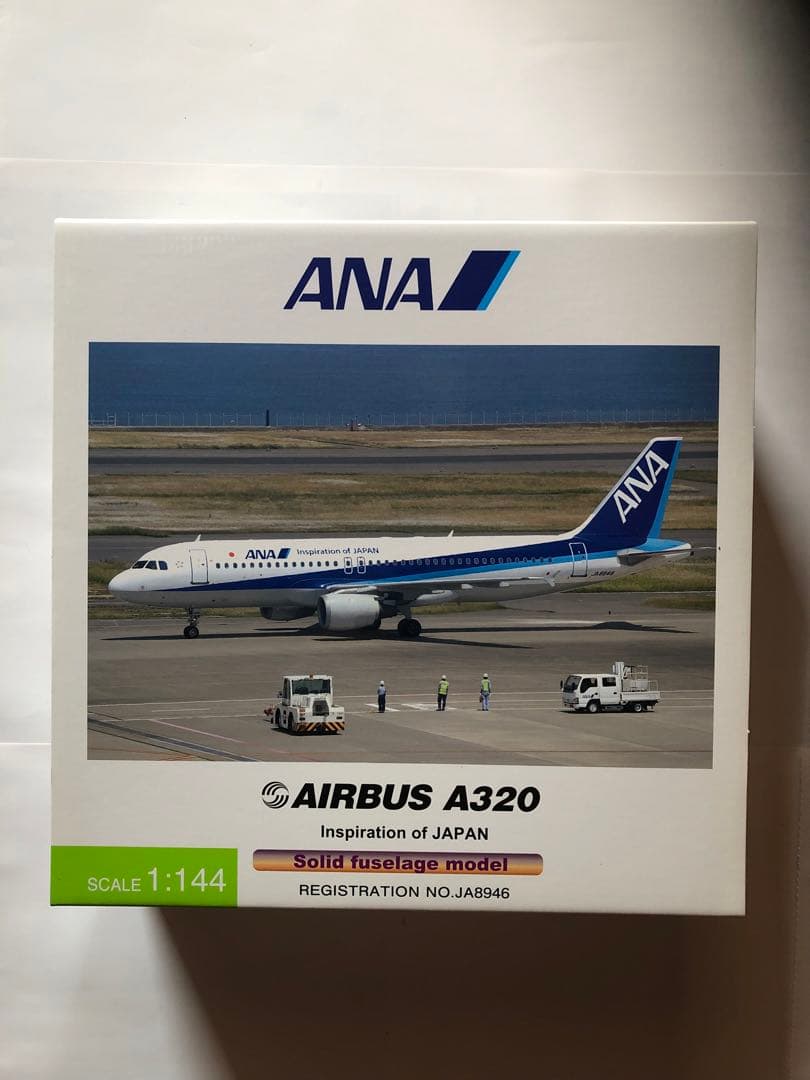 ANA
ANA
ANA Inspiration of JAPAN
JA8946
AIRBUS A320
Inspiration of JAPAN
Solid fuselage model
SCALE 1:144
REGISTRATION NO.JA8946